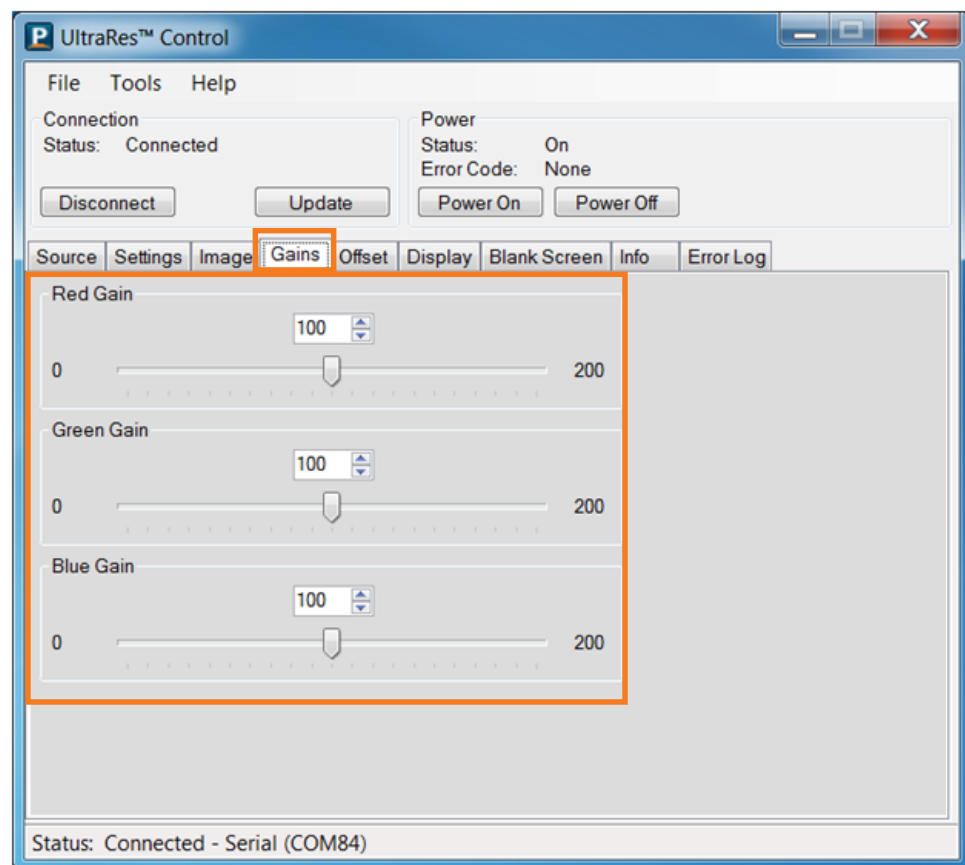 P UltraRes™ Control
File Tools Help
Connection
Status: Connected
Disconnect Update
Power
Status: On
Error Code: None
Power On Power Off
Source Settings Image Gains Offset Display Blank Screen Info Error Log
Red Gain
100
0 200
Green Gain
100
0 200
Blue Gain
100
0 200
Status: Connected - Serial (COM84)